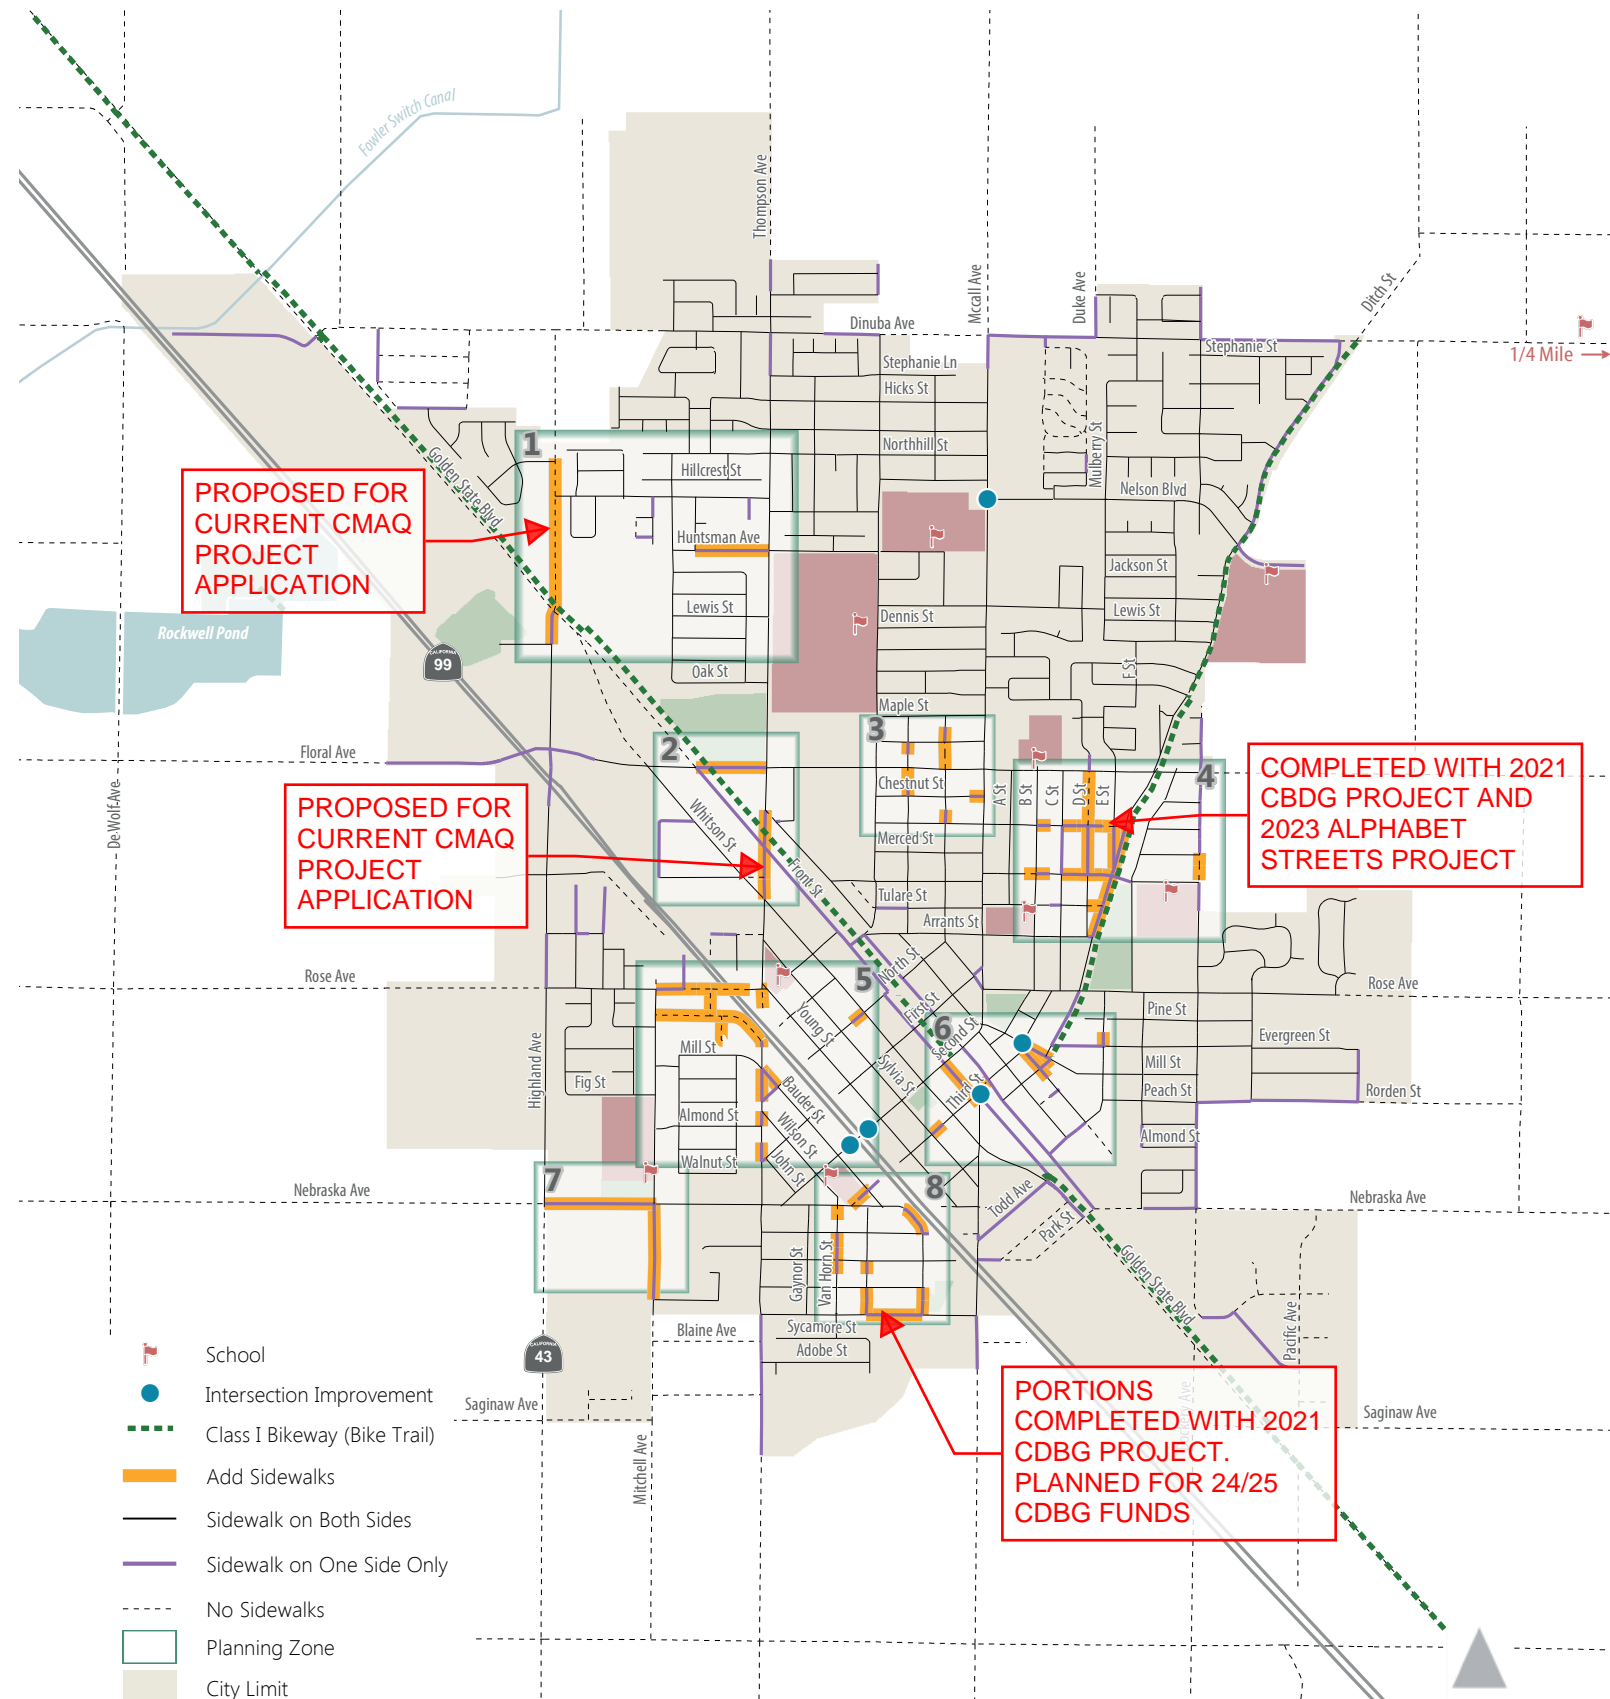 Fowler Switch Canal
Thompson Ave
Mccall Ave
Duke Ave
Ditch St
Dinuba Ave
Stephanie St
1/4 Mile
Stephanie Ln
Hicks St
Northhill St
Mulberry St
Nelson Blvd
1
Hillcrest St
Golden State Blvd
PROPOSED FOR
CURRENT CMAQ
PROJECT
APPLICATION
Huntsman Ave
Jackson St
Lewis St
Lewis St
Dennis St
Rockwell Pond
CALIFORNIA
99
Oak St
F St
Maple St
3
2
Floral Ave
4
COMPLETED WITH 2021
CBDG PROJECT AND
2023 ALPHABET
STREETS PROJECT
Chestnut St
A St
B St
C St
D St
E St
De Wolf Ave
PROPOSED FOR
CURRENT CMAQ
PROJECT
APPLICATION
Whitson St
Merced St
Front St
Tulare St
Arrants St
North St
5
Rose Ave
Rose Ave
First St
Second St
6
Pine St
Young St
Evergreen St
Highland Ave
Mill St
Mill St
Sylvia St
Third St
Fig St
Bauder St
Peach St
Rorden St
Almond St
Wilson St
Almond St
John St
Walnut St
7
8
Nebraska Ave
Todd Ave
Nebraska Ave
Park St
Gaynor St
Van Horn St
Golden State Blvd
Pacific Ave
Sycamore St
Blaine Ave
Adobe St
CALIFORNIA
43
PORTIONS
COMPLETED WITH 2021
CDBG PROJECT.
PLANNED FOR 24/25
CDBG FUNDS
Saginaw Ave
Saginaw Ave
Mitchell Ave
School
Intersection Improvement
Class I Bikeway (Bike Trail)
Add Sidewalks
Sidewalk on Both Sides
Sidewalk on One Side Only
No Sidewalks
Planning Zone
City Limit